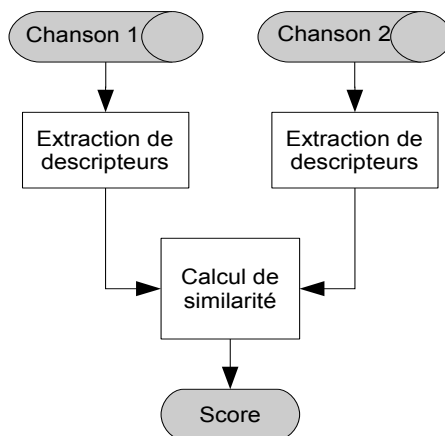 Chanson 1
Chanson 2
Extraction de
descripteurs
Extraction de
descripteurs
Calcul de
similarité
Score